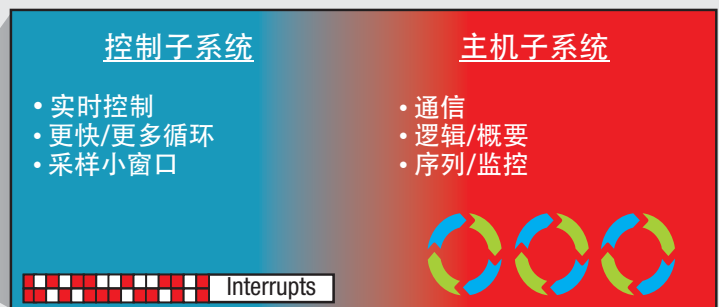 控制子系统
• 实时控制
• 更快/更多循环
• 采样小窗口
Interrupts
主机子系统
• 通信
• 逻辑/概要
• 序列/监控